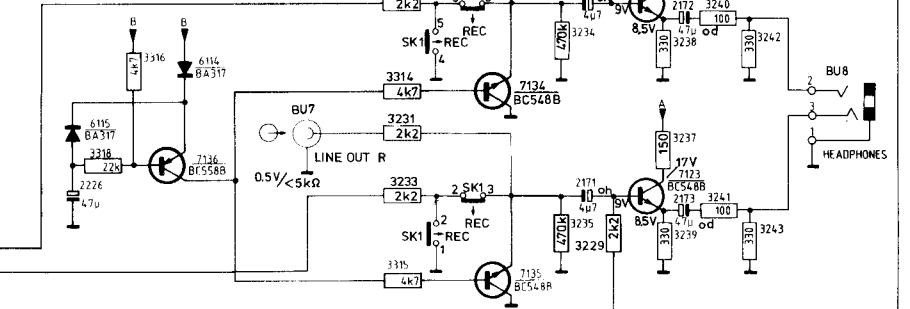 2k2
REC
5
SK1
REC
4
470k
3234
2171
4µ7
9V
8,5V
2172
47µ
3240
100
od
330
3238
330
3242
B
B
3316
4k7
6114
BA317
3314
4k7
7134
BC548B
BU8
2
3
1
HEADPHONES
6115
BA317
3318
22k
7136
BC558B
2226
47µ
BU7
3231
2k2
LINE OUT R
0.5V/<5kΩ
A
150
3237
17V
7123
BC548B
3233
2k2
2
SK1
3
REC
2
SK1
REC
1
2171
4µ7
oh
9V
8,5V
470k
3235
3229
2k2
2173
47µ
3241
100
od
330
3239
330
3243
3315
4k7
7135
BC548B